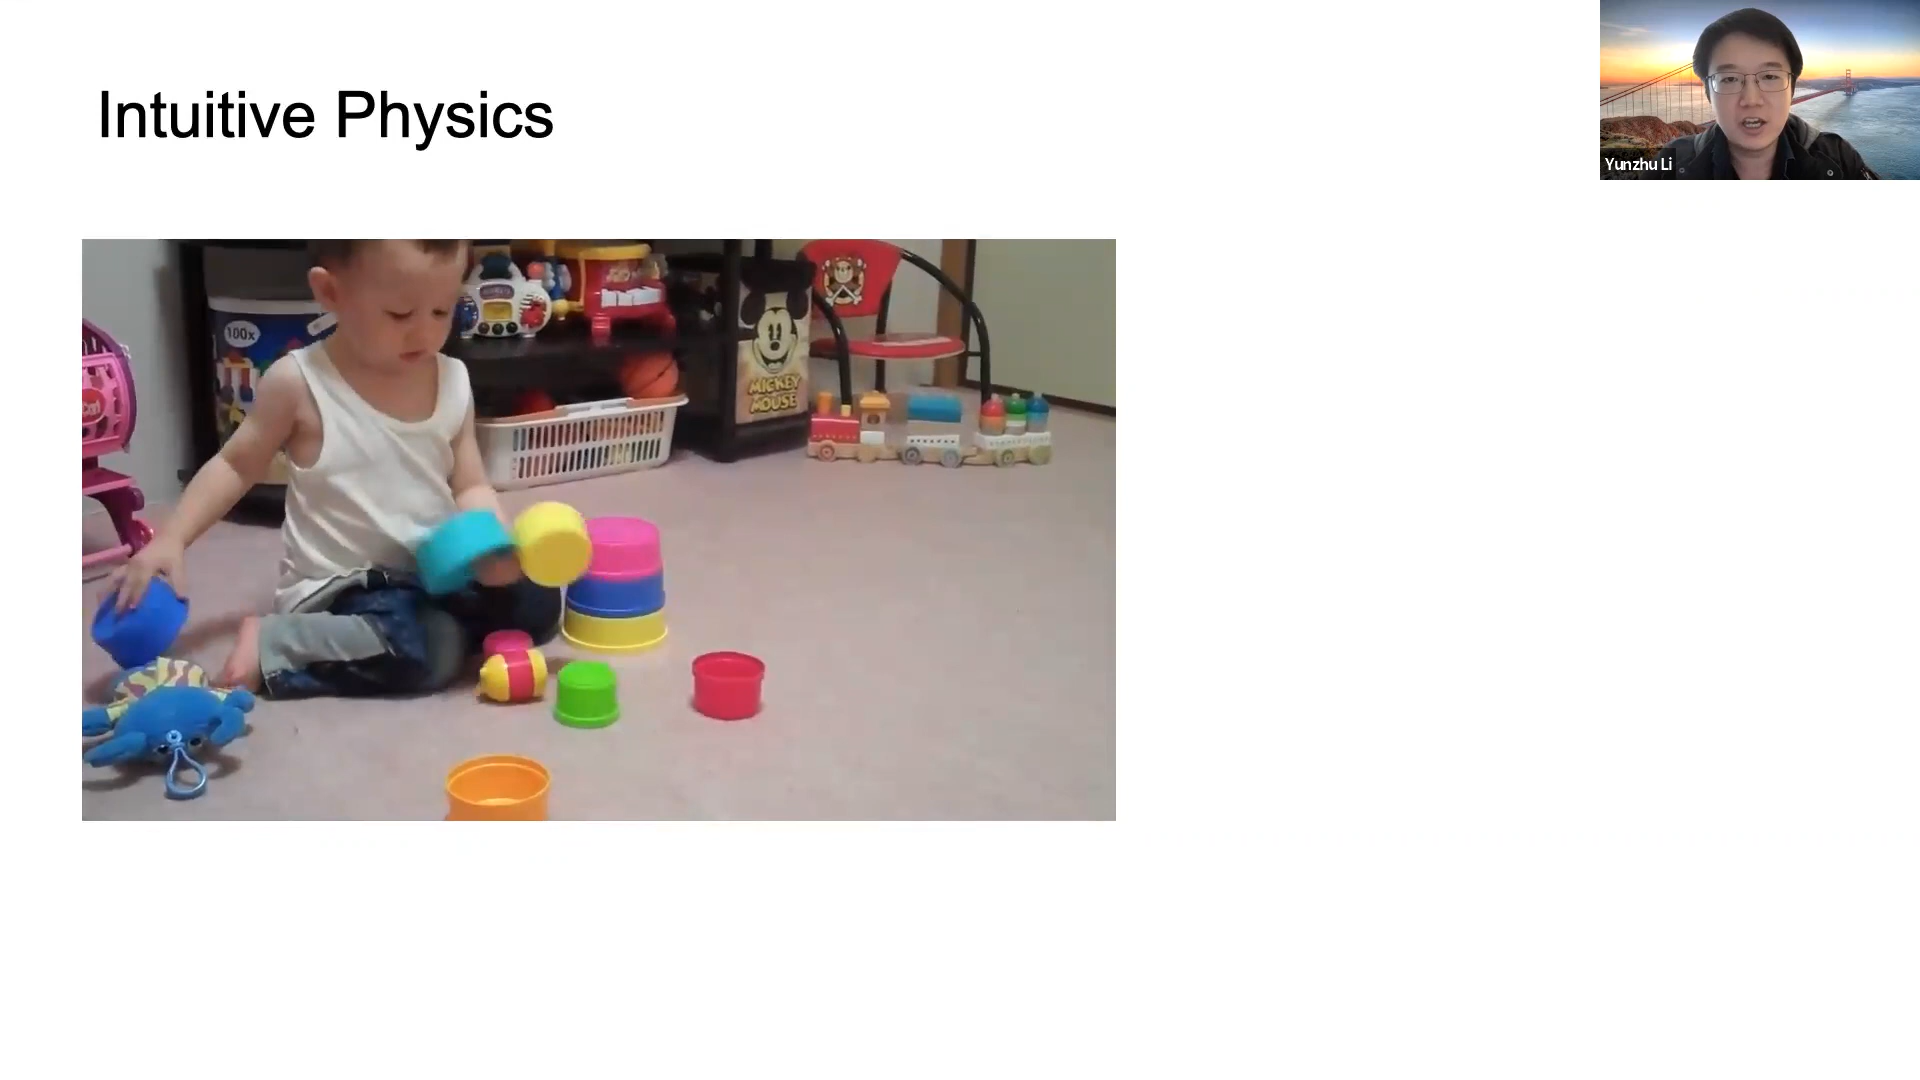 Intuitive Physics
Yunzhu Li
100x
MICKEY
MOUSE